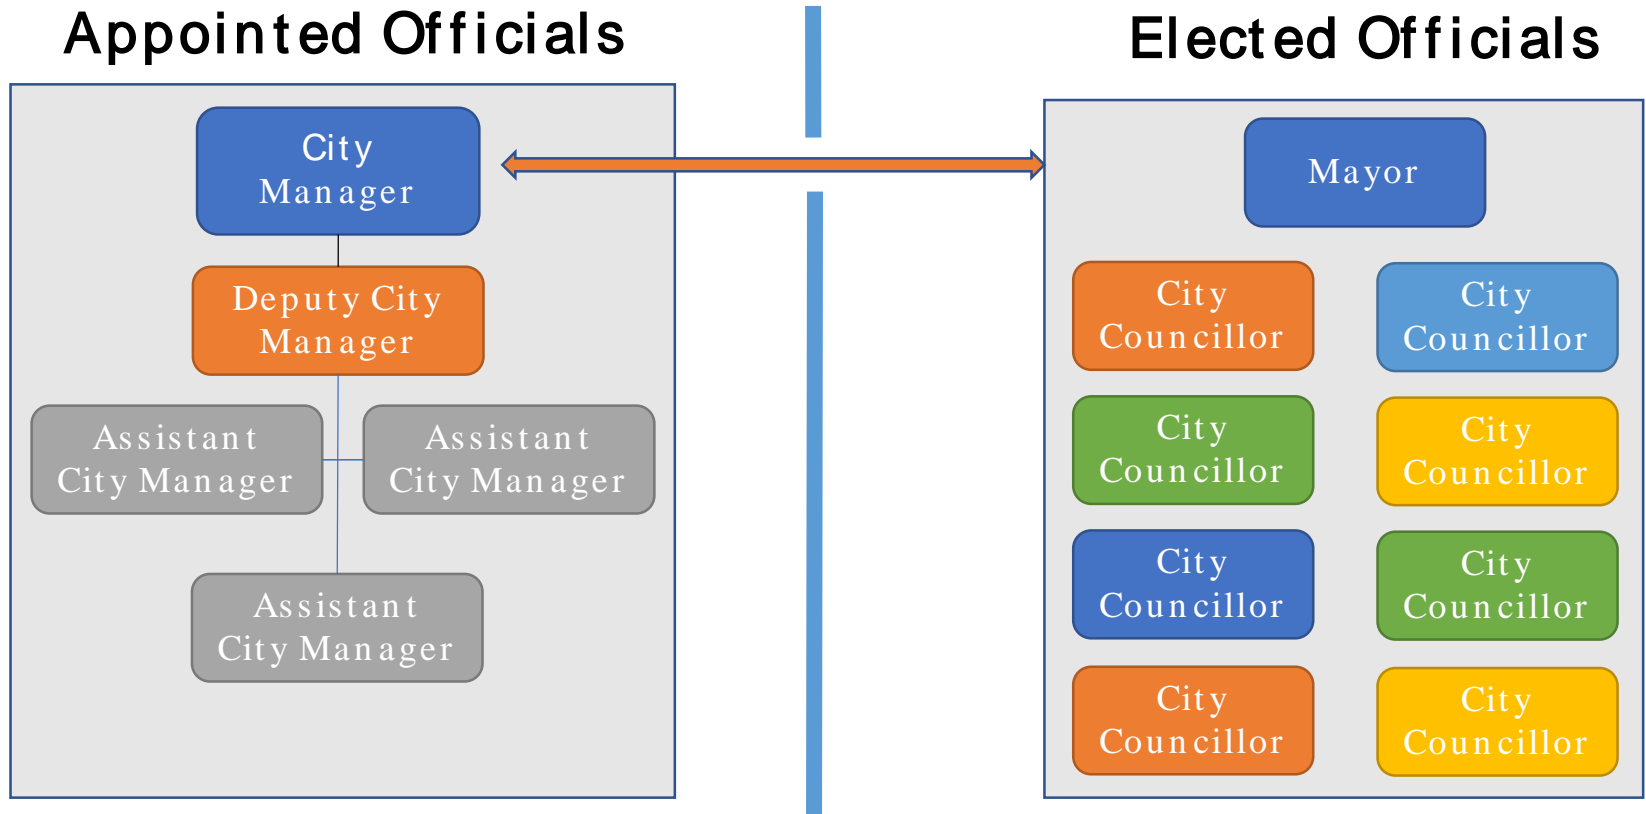 Appointed Officials
City
Manager
Deputy City
Manager
Assistant
City Manager
Assistant
City Manager
Assistant
City Manager
Elected Officials
Mayor
City
Councillor
City
Councillor
City
Councillor
City
Councillor
City
Councillor
City
Councillor
City
Councillor
City
Councillor